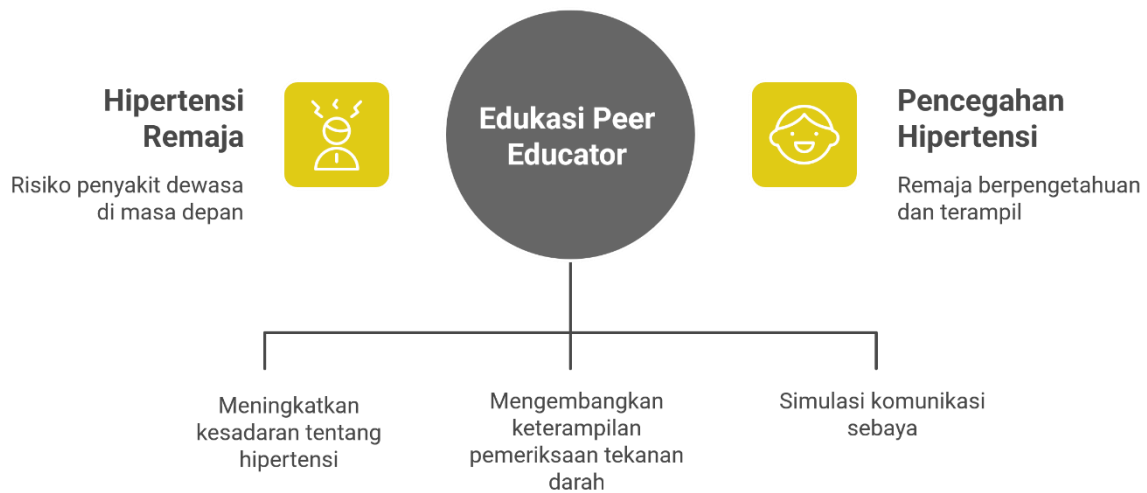 Hipertensi
Remaja
Risiko penyakit dewasa
di masa depan
Edukasi Peer
Educator
Pencegahan
Hipertensi
Remaja berpengetahuan
dan terampil
Meningkatkan
kesadaran tentang
hipertensi
Mengembangkan
keterampilan
pemeriksaan tekanan
darah
Simulasi komunikasi
sebaya